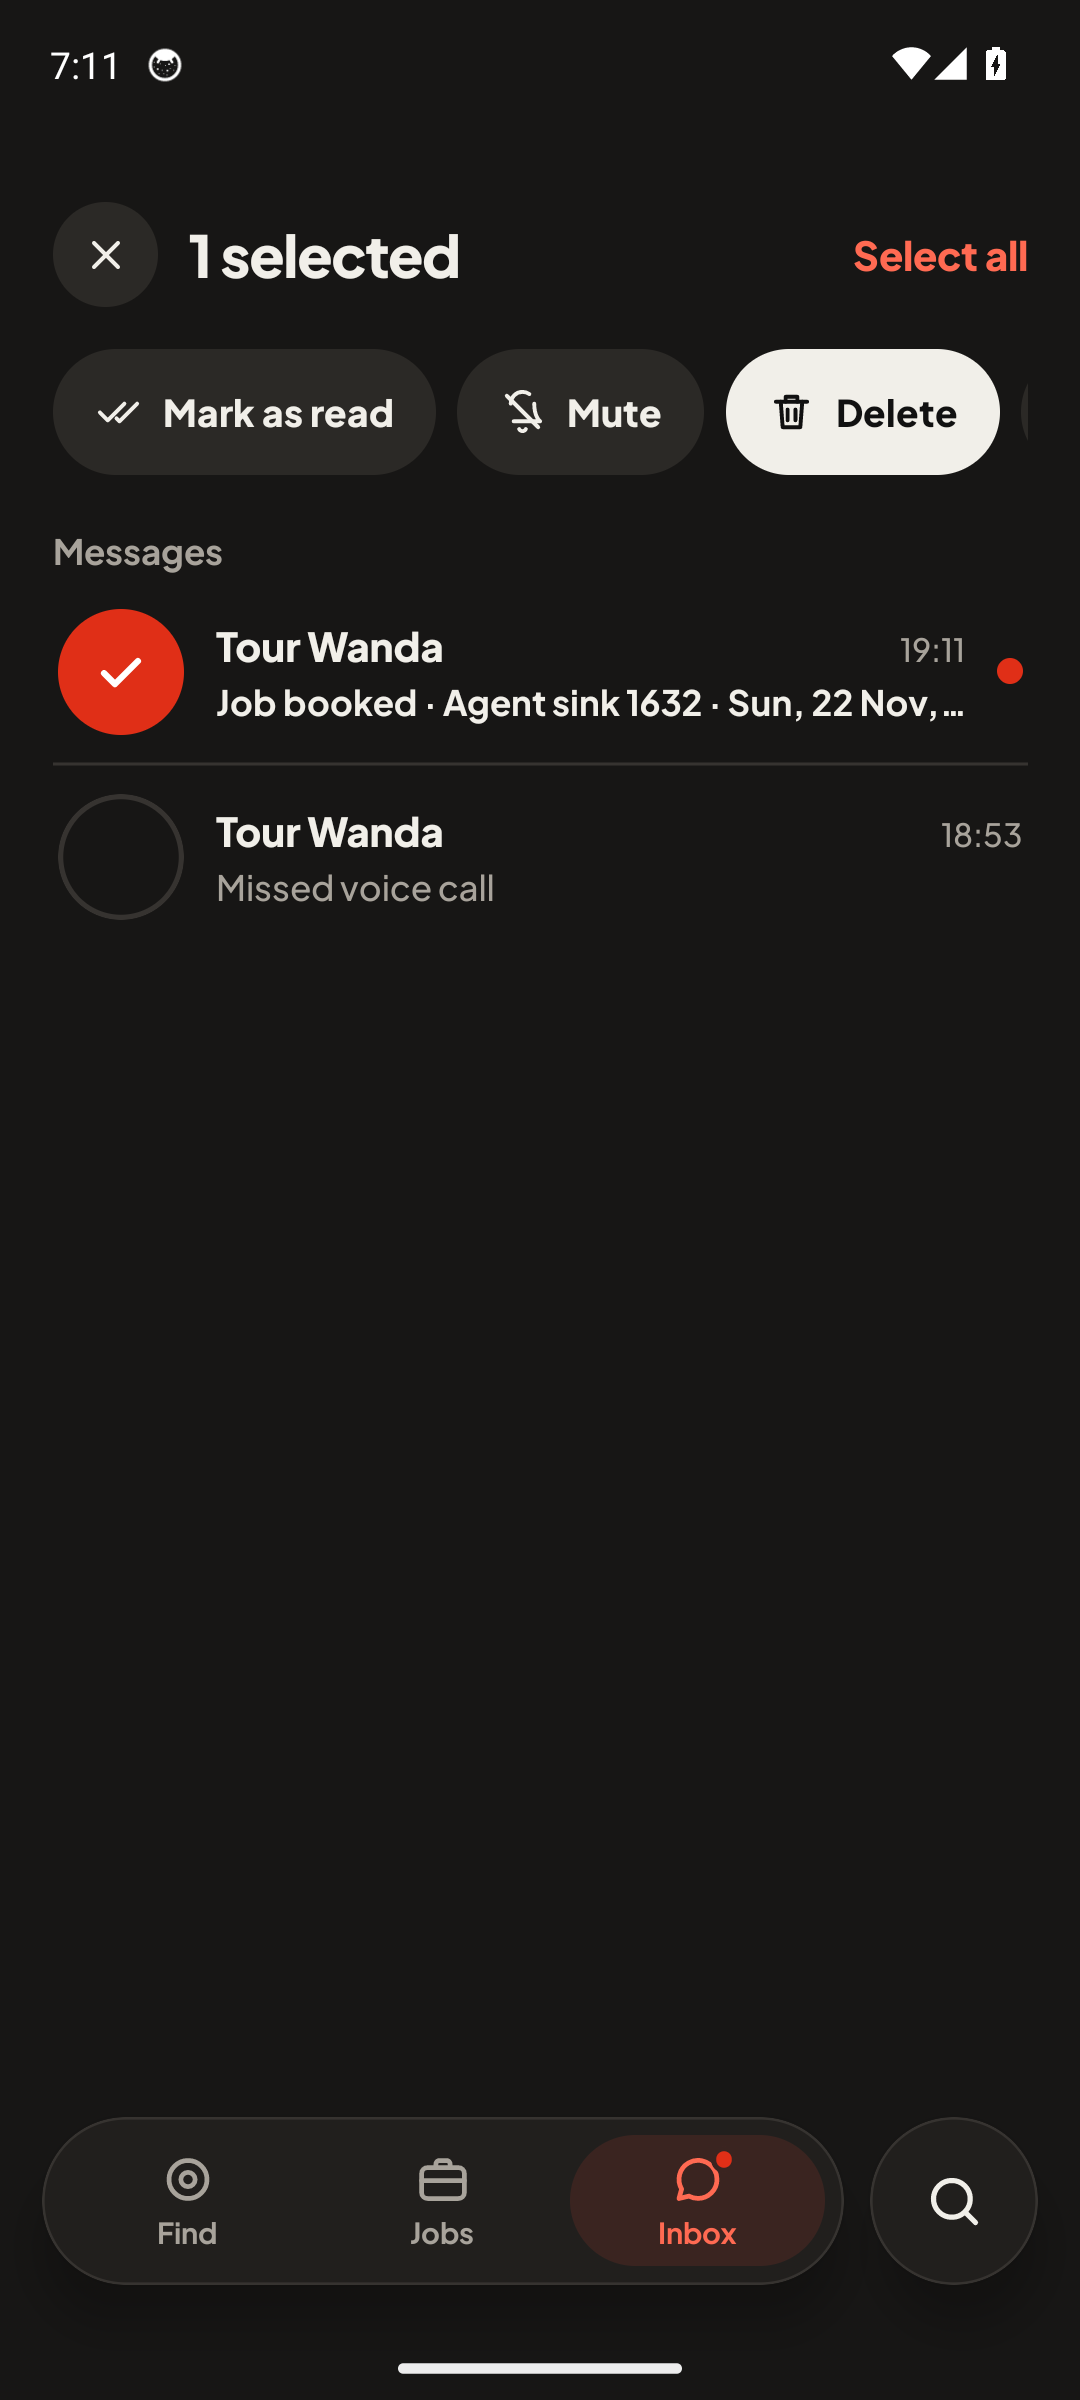 7:11
1 selected
Select all
Mark as read
Mute
Delete
Messages
Tour Wanda
19:11
Job booked · Agent sink 1632 · Sun, 22 Nov,...
Tour Wanda
18:53
Missed voice call
Find
Jobs
Inbox